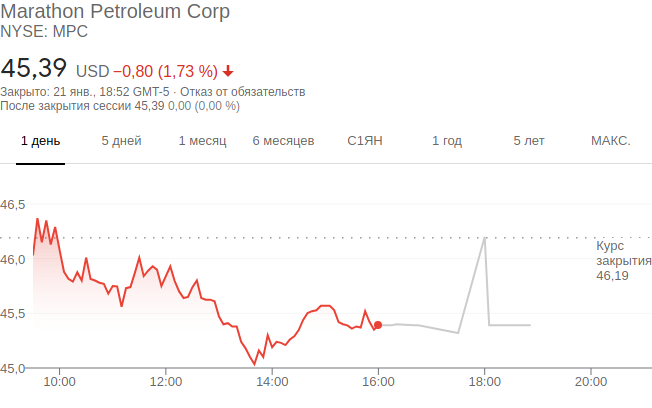 Marathon Petroleum Corp
NYSE: MPC
45,39 USD −0,80 (1,73 %)
Закрыто: 21 янв., 18:52 GMT-5 · Отказ от обязательств
После закрытия сессии 45,39 0,00 (0,00 %)
1 день 5 дней 1 месяц 6 месяцев С1ЯН 1 год 5 лет МАКС.
46,5
Курс
46,0 закрытия
46,19
45,5
45,0
10:00 12:00 14:00 16:00 18:00 20:00